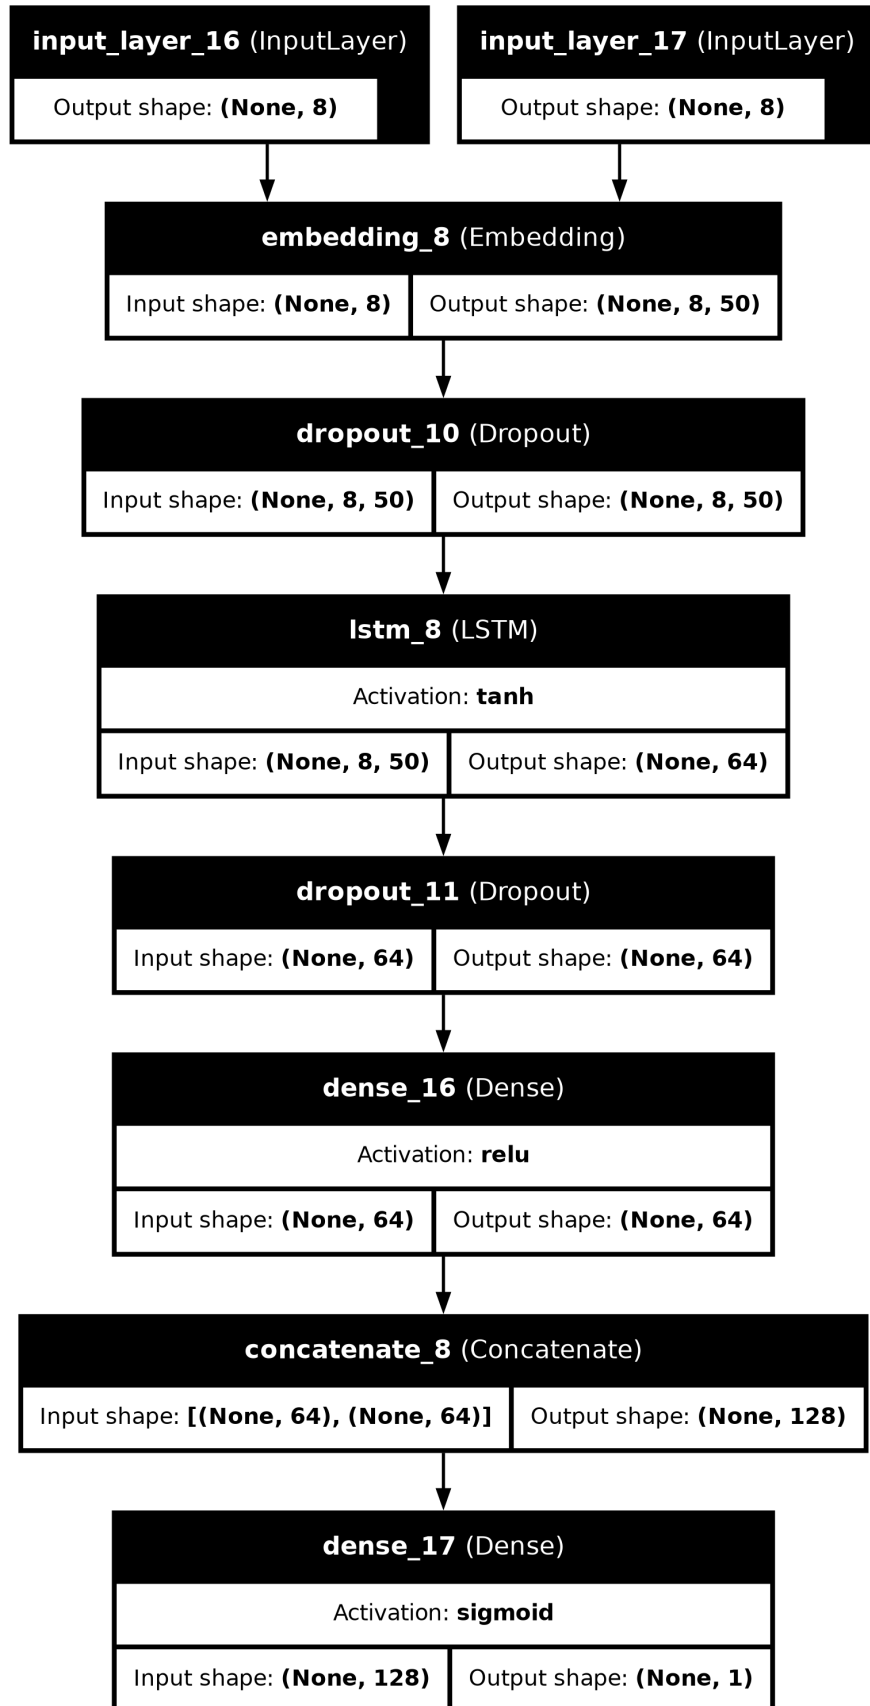 input_layer_16 (InputLayer)
input_layer_17 (InputLayer)
Output shape: (None, 8)
Output shape: (None, 8)
embedding_8 (Embedding)
Input shape: (None, 8)
Output shape: (None, 8, 50)
dropout_10 (Dropout)
Input shape: (None, 8, 50)
Output shape: (None, 8, 50)
lstm_8 (LSTM)
Activation: tanh
Input shape: (None, 8, 50)
Output shape: (None, 64)
dropout_11 (Dropout)
Input shape: (None, 64)
Output shape: (None, 64)
dense_16 (Dense)
Activation: relu
Input shape: (None, 64)
Output shape: (None, 64)
concatenate_8 (Concatenate)
Input shape: [(None, 64), (None, 64)]
Output shape: (None, 128)
dense_17 (Dense)
Activation: sigmoid
Input shape: (None, 128)
Output shape: (None, 1)